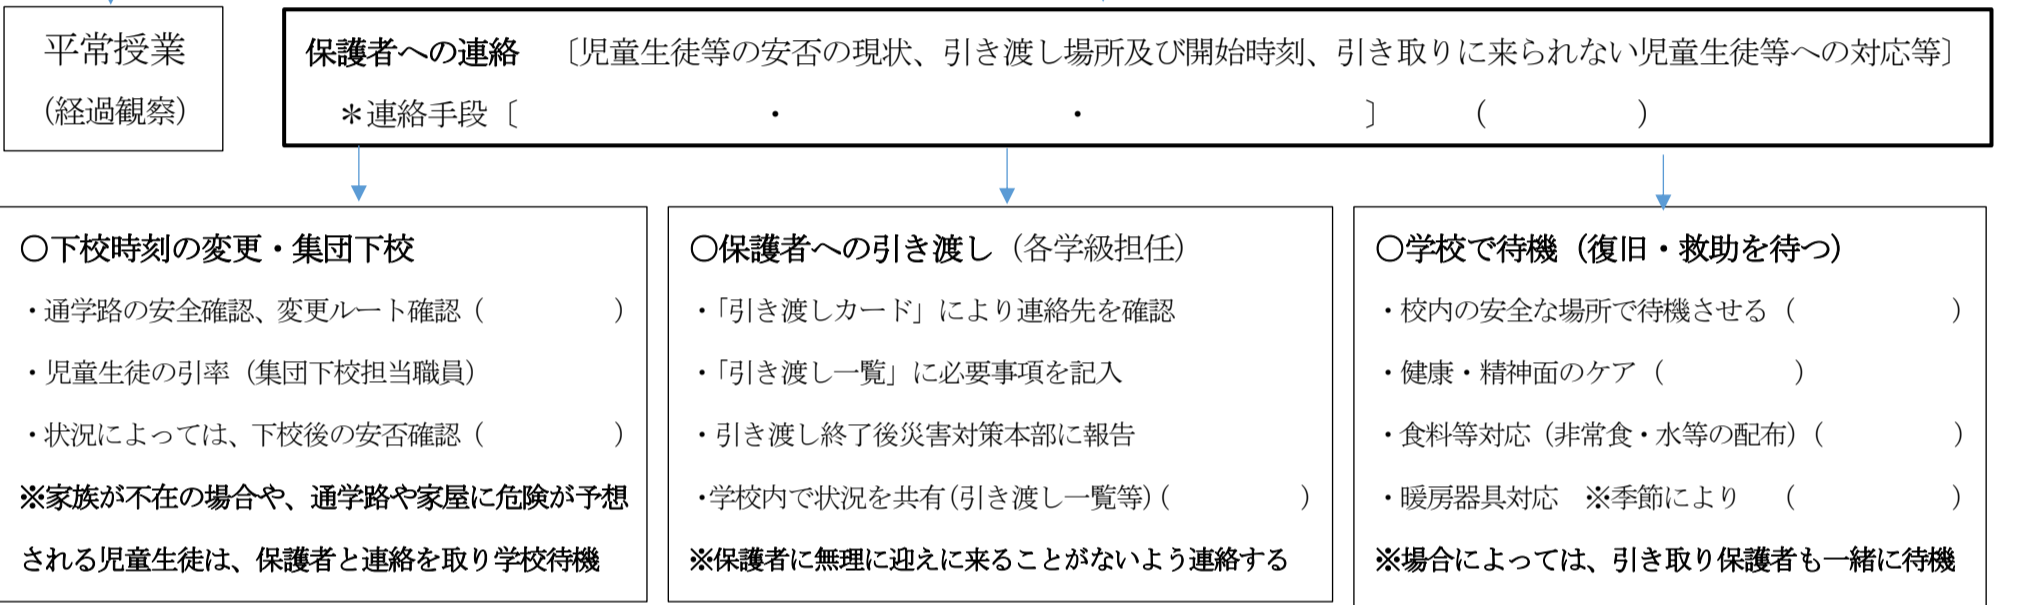 平常授業
（経過観察）
保護者への連絡　〔児童生徒等の安否の現状、引き渡し場所及び開始時刻、引き取りに来られない児童生徒等への対応等〕
＊連絡手段〔　　　　　　　　・　　　　　　　　・　　　　　　　　〕　　（　　　　　）
〇下校時刻の変更・集団下校
・通学路の安全確認、変更ルート確認（　　　　　）
・児童生徒の引率（集団下校担当職員）
・状況によっては、下校後の安否確認（　　　　　）
※家族が不在の場合や、通学路や家屋に危険が予想
される児童生徒は、保護者と連絡を取り学校待機
〇保護者への引き渡し（各学級担任）
・「引き渡しカード」により連絡先を確認
・「引き渡し一覧」に必要事項を記入
・引き渡し終了後災害対策本部に報告
・学校内で状況を共有(引き渡し一覧等)（　　　　　）
※保護者に無理に迎えに来ることがないよう連絡する
〇学校で待機（復旧・救助を待つ）
・校内の安全な場所で待機させる（　　　　　　）
・健康・精神面のケア（　　　　　）
・食料等対応（非常食・水等の配布）（　　　　　）
・暖房器具対応　※季節により　（　　　　　　）
※場合によっては、引き取り保護者も一緒に待機